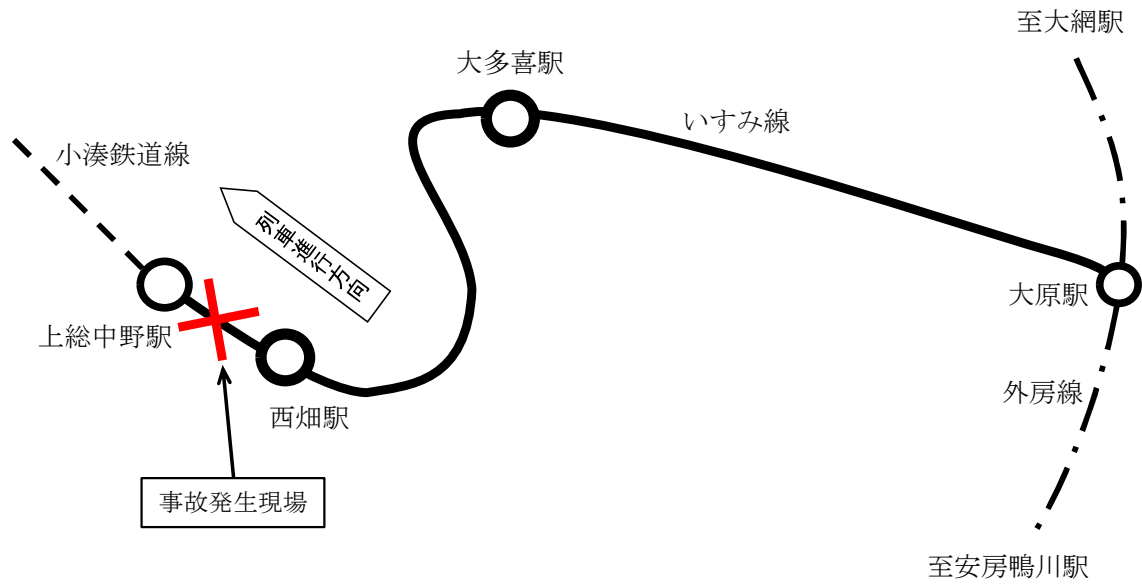 至大網駅
大多喜駅
いすみ線
小湊鉄道線
列車進行方向
大原駅
上総中野駅
外房線
西畑駅
事故発生現場
至安房鴨川駅